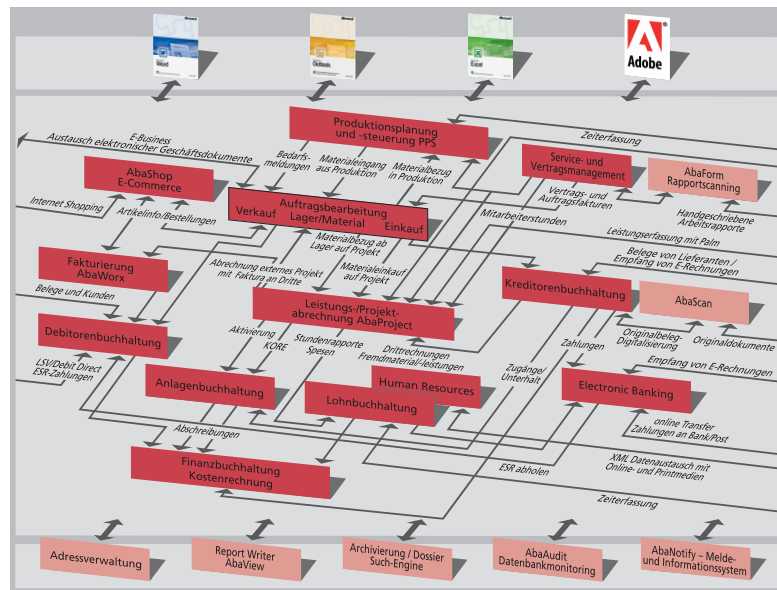 Microsoft
Word
Microsoft
Outlook
Microsoft
Excel
Adobe
Produktionsplanung
und -steuerung PPS
Zeiterfassung
E-Business
Austausch elektronischer Geschäftsdokumente
Bedarfs-
meldungen
Materialeingang
aus Produktion
Materialbezug
in Produktion
Service- und
Vertragsmanagement
AbaForm
Rapportscanning
AbaShop
E-Commerce
Vertrags- und
Auftragsfakturen
Internet Shopping
Artikelinfo/Bestellungen
Auftragsbearbeitung
Verkauf Lager/Material Einkauf
Mitarbeiterstunden
Handgeschriebene
Arbeitsrapporte
Leistungserfassung mit Palm
Materialbezug ab
Lager auf Projekt
Belege von Lieferanten /
Empfang von E-Rechnungen
Fakturierung
AbaWorx
Abrechnung externes Projekt
mit Faktura an Dritte
Materialeinkauf
auf Projekt
Kreditorenbuchhaltung
AbaScan
Belege und Kunden
Leistungs-/Projekt-
abrechnung AbaProject
Debitorenbuchhaltung
Aktivierung
KORE
Stundenrapporte
Spesen
Drittrechnungen
Fremdmaterial/-leistungen
Zahlungen
Originalbeleg-
Digitalisierung
Originaldokumente
LSV/Debit Direct
ESR-Zahlungen
Zugänge/
Unterhalt
Empfang von E-Rechnungen
Anlagenbuchhaltung
Human Resources
Lohnbuchhaltung
Electronic Banking
Abschreibungen
online Transfer
Zahlungen an Bank/Post
Finanzbuchhaltung
Kostenrechnung
ESR abholen
XML Datenaustausch mit
Online- und Printmedien
Zeiterfassung
Adressverwaltung
Report Writer
AbaView
Archivierung / Dossier
Such-Engine
AbaAudit
Datenbankmonitoring
AbaNotify – Melde-
und Informationssystem